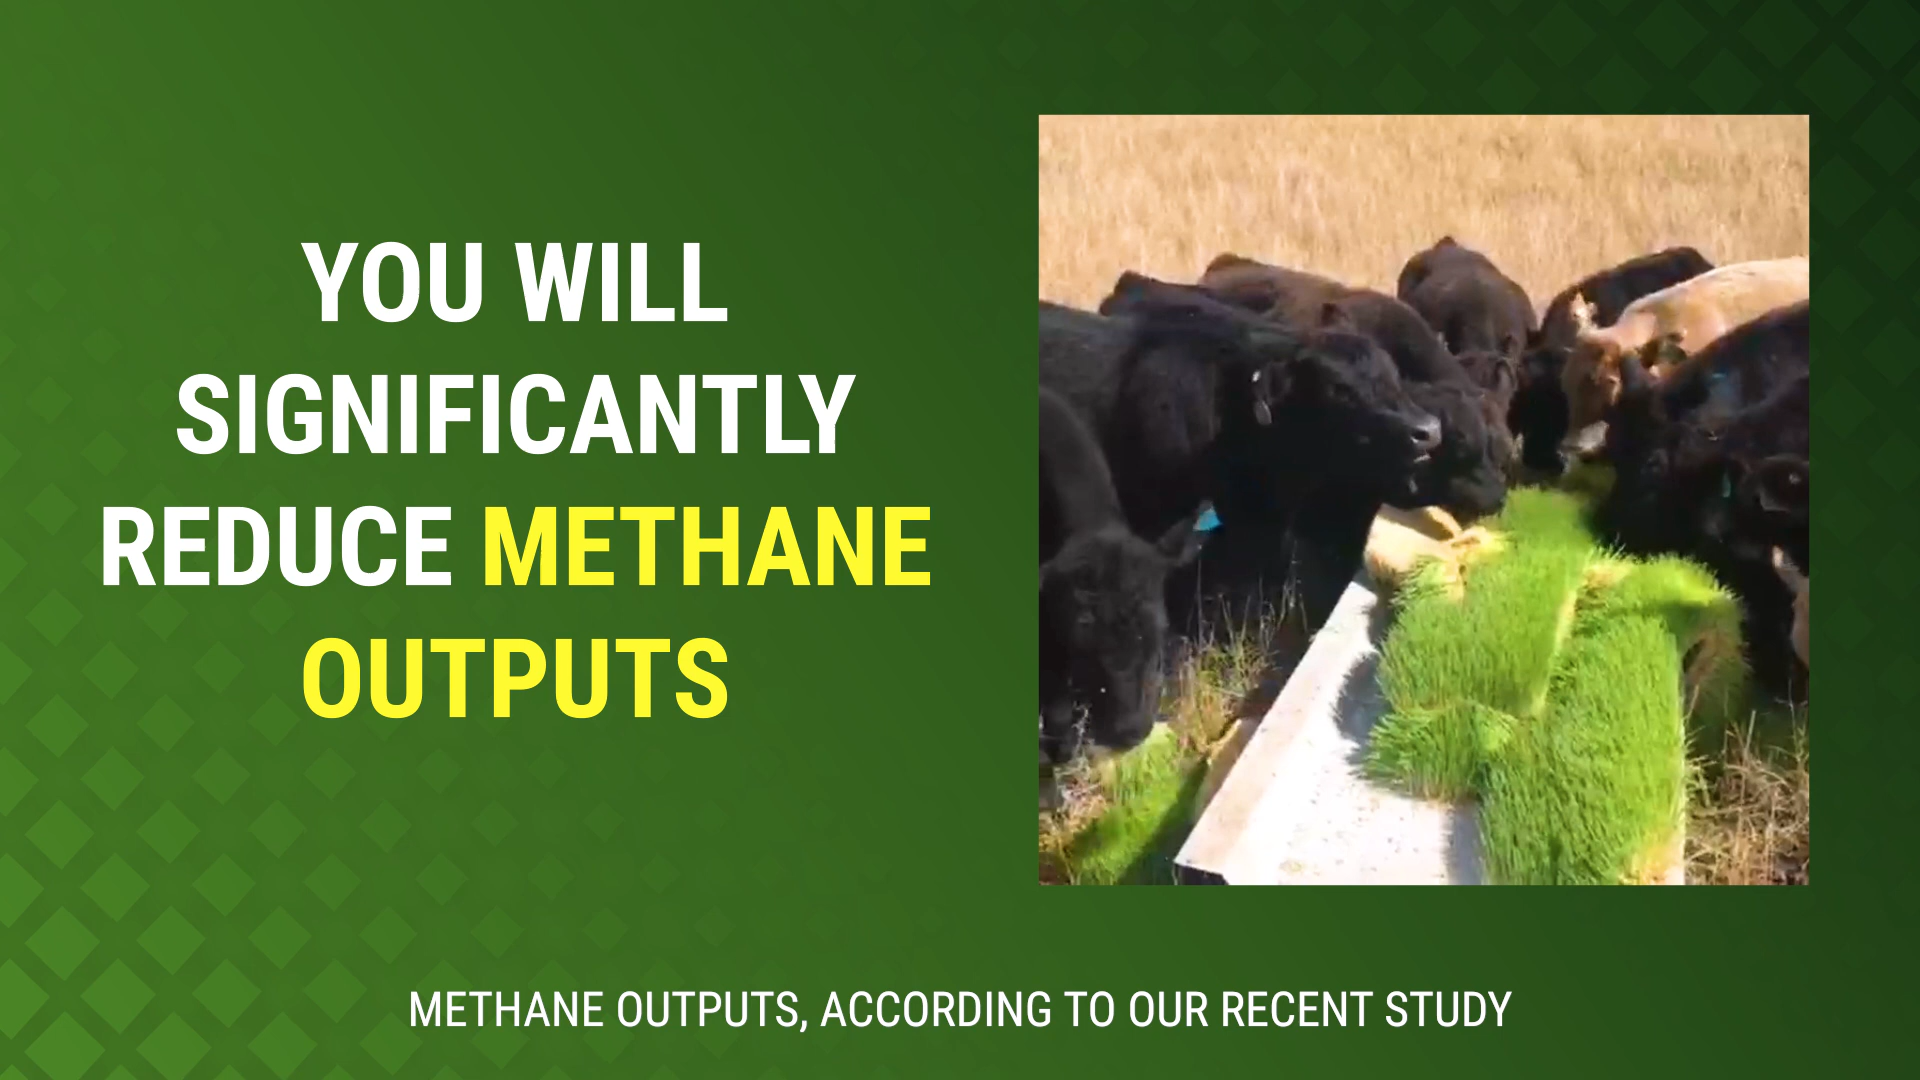 YOU WILL
SIGNIFICANTLY
REDUCE METHANE
OUTPUTS
METHANE OUTPUTS, ACCORDING TO OUR RECENT STUDY